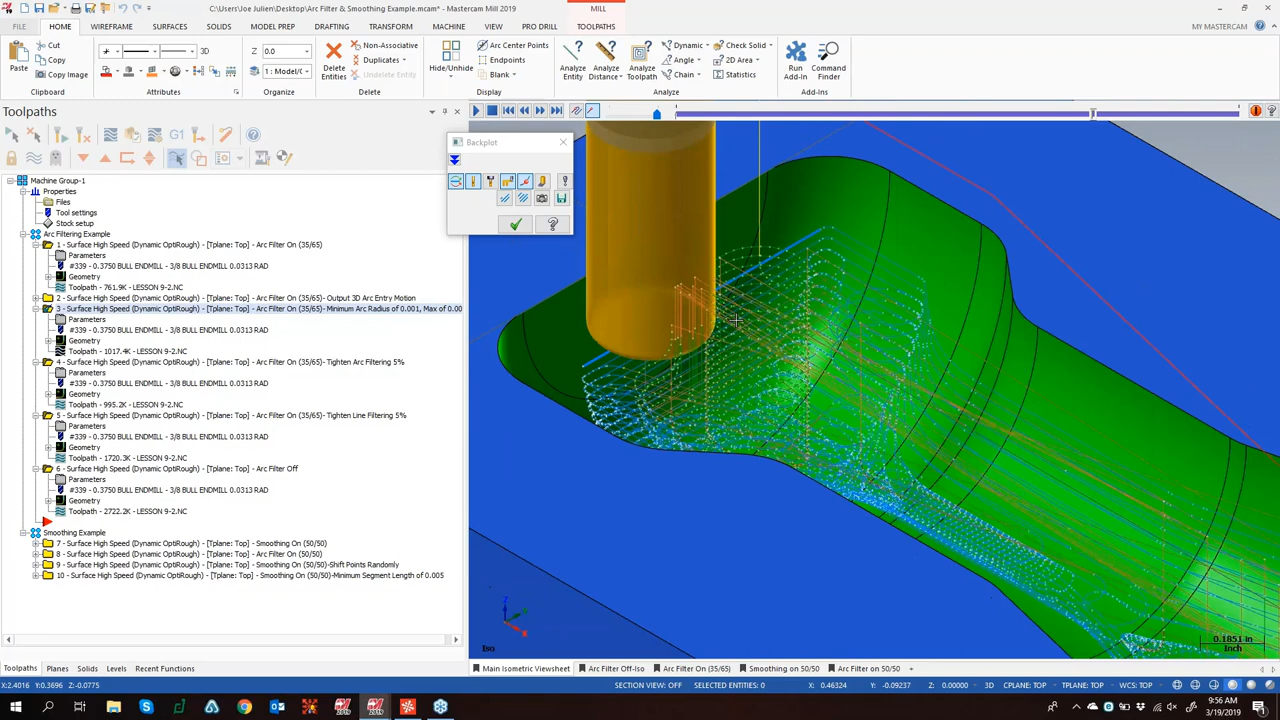 C:\Users\Joe Julien\Desktop\Arc Filter & Smoothing Example.mcam* - Mastercam Mill 2019
MILL
FILE HOME WIREFRAME SURFACES SOLIDS MODEL PREP DRAFTING TRANSFORM MACHINE VIEW PRO DRILL TOOLPATHS MY MASTERCAM
Paste
Cut
Copy
Copy Image
Clipboard
3D
Attributes
Z 0.0
1 : Model/(
Organize
Delete Entities
Non-Associative
Duplicates
Undelete Entity
Delete
Hide/Unhide
Arc Center Points
Endpoints
Blank
Display
Analyze Entity
Analyze Distance
Analyze Toolpath
Dynamic
Angle
Chain
Check Solid
2D Area
Statistics
Analyze
Run Add-In
Command Finder
Add-Ins
Toolpaths
G1
Backplot
Machine Group-1
Properties
Files
Tool settings
Stock setup
Arc Filtering Example
1 - Surface High Speed (Dynamic OptiRough) - [Tplane: Top] - Arc Filter On (35/65)
Parameters
#339 - 0.3750 BULL ENDMILL - 3/8 BULL ENDMILL 0.0313 RAD
Geometry
Toolpath - 761.9K - LESSON 9-2.NC
2 - Surface High Speed (Dynamic OptiRough) - [Tplane: Top] - Arc Filter On (35/65)- Output 3D Arc Entry Motion
3 - Surface High Speed (Dynamic OptiRough) - [Tplane: Top] - Arc Filter On (35/65)- Minimum Arc Radius of 0.001, Max of 0.00
Parameters
#339 - 0.3750 BULL ENDMILL - 3/8 BULL ENDMILL 0.0313 RAD
Geometry
Toolpath - 1017.4K - LESSON 9-2.NC
4 - Surface High Speed (Dynamic OptiRough) - [Tplane: Top] - Tighten Arc Filtering 5%
Parameters
#339 - 0.3750 BULL ENDMILL - 3/8 BULL ENDMILL 0.0313 RAD
Geometry
Toolpath - 995.2K - LESSON 9-2.NC
5 - Surface High Speed (Dynamic OptiRough) - [Tplane: Top] - Tighten Line Filtering 5%
Parameters
#339 - 0.3750 BULL ENDMILL - 3/8 BULL ENDMILL 0.0313 RAD
Geometry
Toolpath - 1720.3K - LESSON 9-2.NC
6 - Surface High Speed (Dynamic OptiRough) - [Tplane: Top] - Arc Filter Off
Parameters
#339 - 0.3750 BULL ENDMILL - 3/8 BULL ENDMILL 0.0313 RAD
Geometry
Toolpath - 2722.2K - LESSON 9-2.NC
Smoothing Example
7 - Surface High Speed (Dynamic OptiRough) - [Tplane: Top] - Smoothing On (50/50)
8 - Surface High Speed (Dynamic OptiRough) - [Tplane: Top] - Arc Filter On (50/50)
9 - Surface High Speed (Dynamic OptiRough) - [Tplane: Top] - Smoothing On (50/50)-Shift Points Randomly
10 - Surface High Speed (Dynamic OptiRough) - [Tplane: Top] - Smoothing On (50/50)-Minimum Segment Length of 0.005
Z
X
Iso
0.1851 in
Inch
Toolpaths Planes Solids Levels Recent Functions
Main Isometric Viewsheet Arc Filter Off-Iso Arc Filter On (35/65) Smoothing on 50/50 Arc Filter on 50/50 +
X:2.4016 Y:0.3696 Z:-0.0775 SECTION VIEW: OFF SELECTED ENTITIES: 0 X: 0.46324 Y: -0.09237 Z: 0.00000 3D CPLANE: TOP TPLANE: TOP WCS: TOP
2019 2019
9:56 AM
3/19/2019